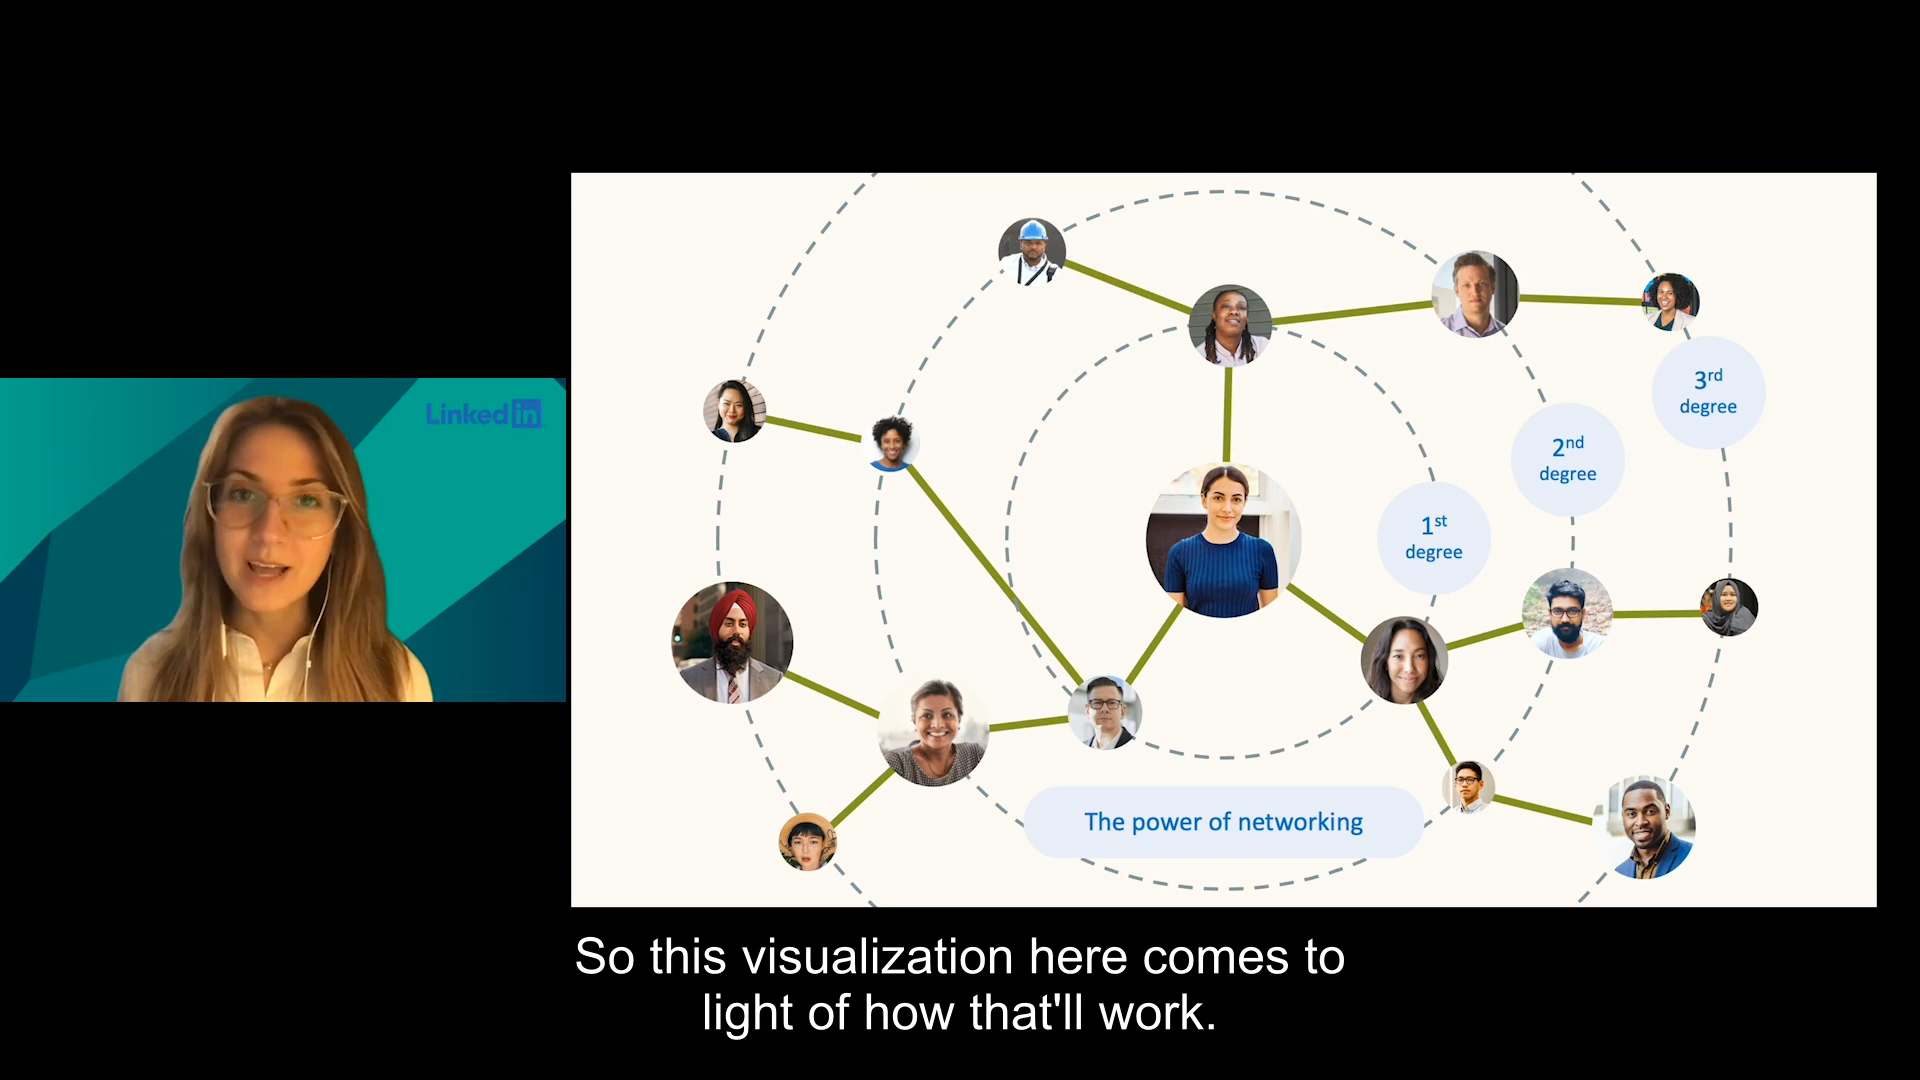 LinkedIn
3rd
degree
2nd
degree
1st
degree
The power of networking
So this visualization here comes to
light of how that'll work.